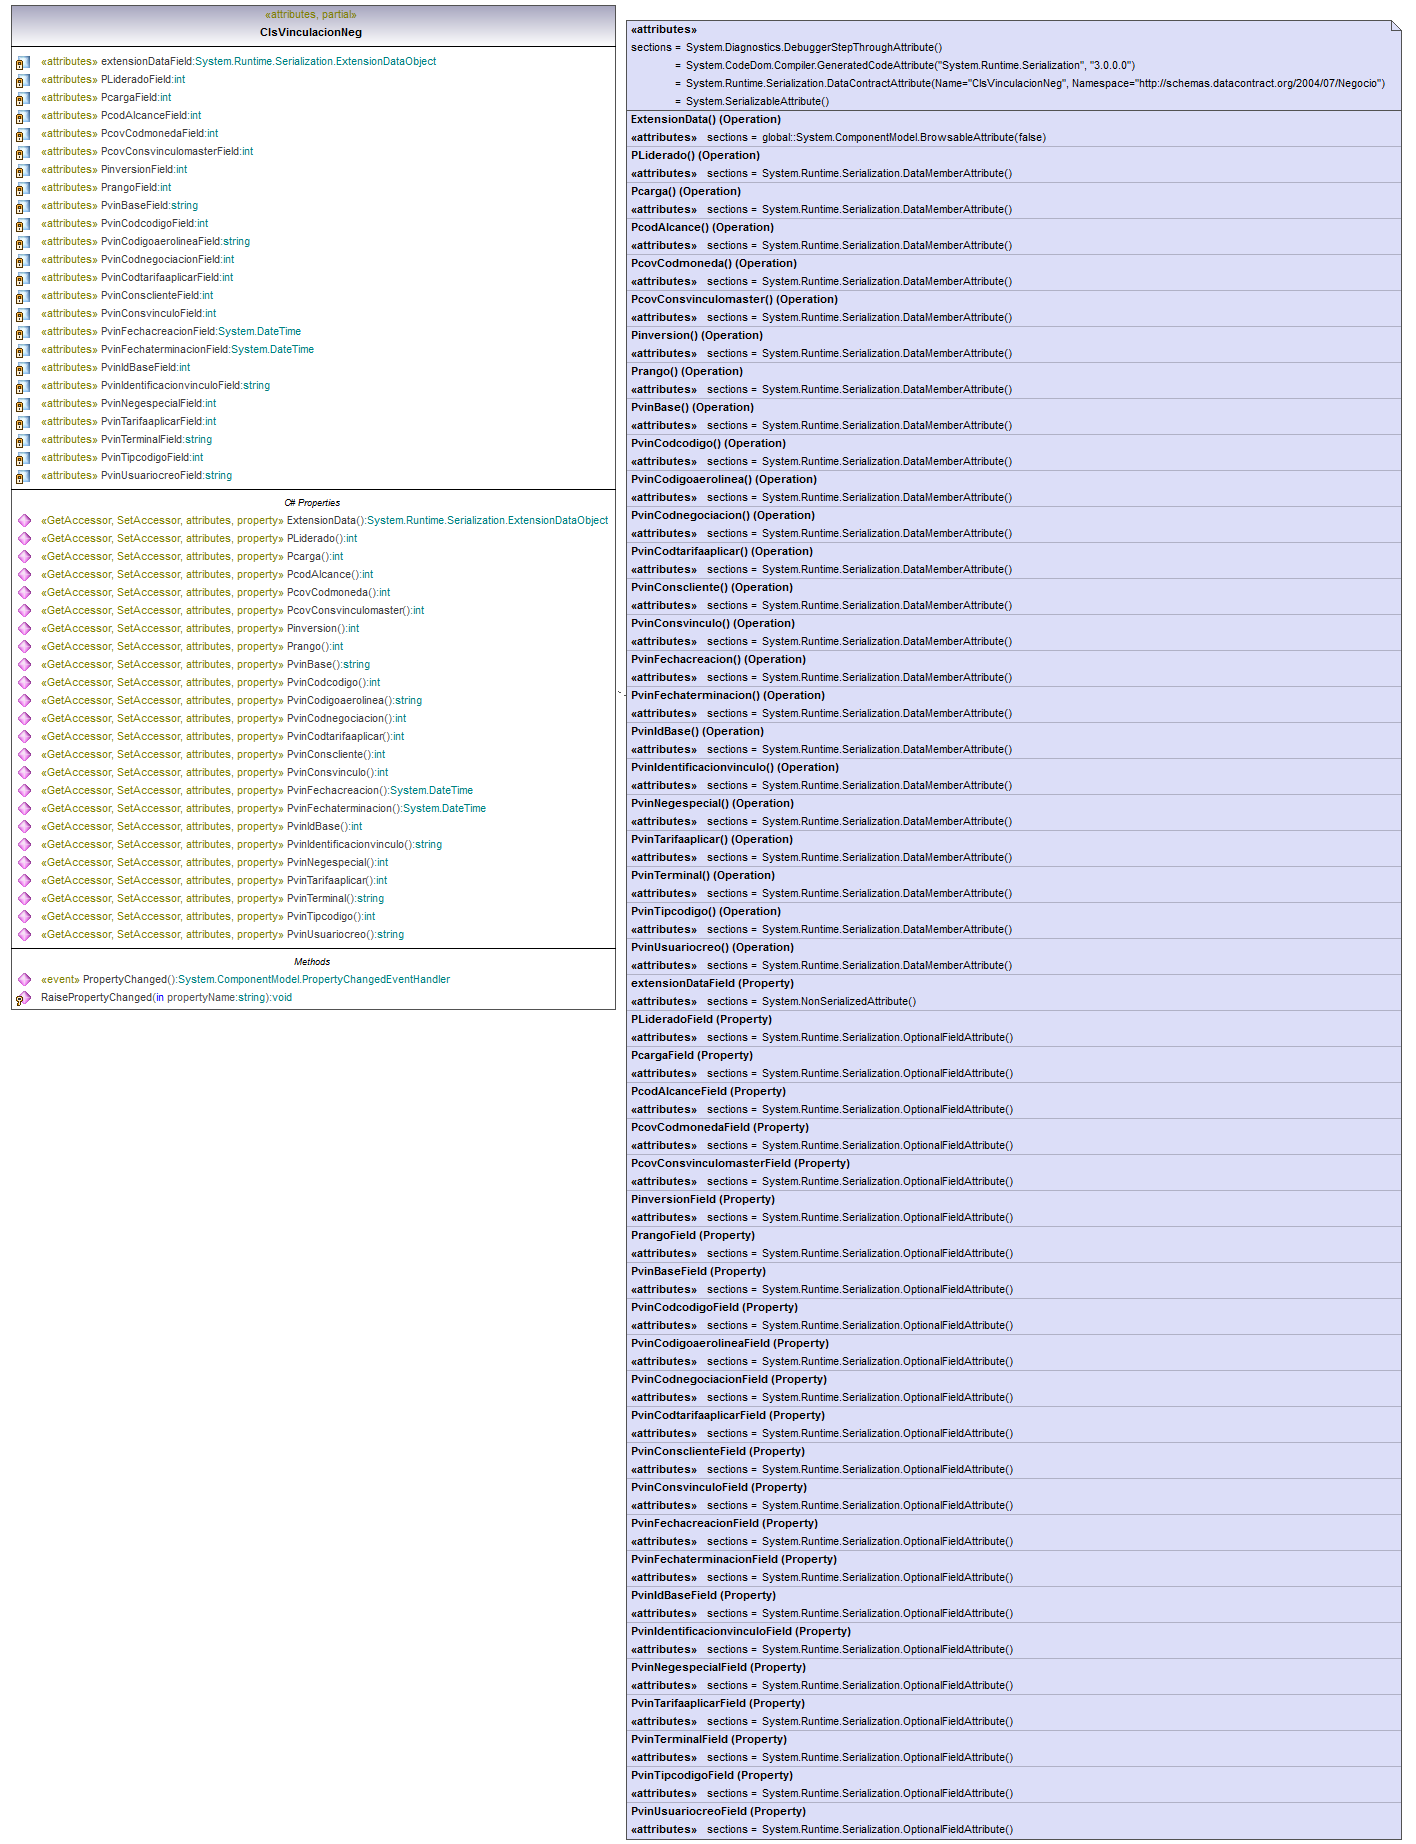 «attributes, partial»
ClsVinculacionNeg
«attributes» extensionDataField:System.Runtime.Serialization.ExtensionDataObject
«attributes» PLideradoField:int
«attributes» PcargaField:int
«attributes» PcodAlcanceField:int
«attributes» PcovCodmonedaField:int
«attributes» PcovConsvinculomasterField:int
«attributes» PinversionField:int
«attributes» PrangoField:int
«attributes» PvinBaseField:string
«attributes» PvinCodcodigoField:int
«attributes» PvinCodigoaerolineaField:string
«attributes» PvinCodnegociacionField:int
«attributes» PvinCodtarifaaplicarField:int
«attributes» PvinConsclienteField:int
«attributes» PvinConsvinculoField:int
«attributes» PvinFechacreacionField:System.DateTime
«attributes» PvinFechaterminacionField:System.DateTime
«attributes» PvinIdBaseField:int
«attributes» PvinIdentificacionvinculoField:string
«attributes» PvinNegespecialField:int
«attributes» PvinTarifaaplicarField:int
«attributes» PvinTerminalField:string
«attributes» PvinTipcodigoField:int
«attributes» PvinUsuariocreoField:string
C# Properties
«GetAccessor, SetAccessor, attributes, property» ExtensionData():System.Runtime.Serialization.ExtensionDataObject
«GetAccessor, SetAccessor, attributes, property» PLiderado():int
«GetAccessor, SetAccessor, attributes, property» Pcarga():int
«GetAccessor, SetAccessor, attributes, property» PcodAlcance():int
«GetAccessor, SetAccessor, attributes, property» PcovCodmoneda():int
«GetAccessor, SetAccessor, attributes, property» PcovConsvinculomaster():int
«GetAccessor, SetAccessor, attributes, property» Pinversion():int
«GetAccessor, SetAccessor, attributes, property» Prango():int
«GetAccessor, SetAccessor, attributes, property» PvinBase():string
«GetAccessor, SetAccessor, attributes, property» PvinCodcodigo():int
«GetAccessor, SetAccessor, attributes, property» PvinCodigoaerolinea():string
«GetAccessor, SetAccessor, attributes, property» PvinCodnegociacion():int
«GetAccessor, SetAccessor, attributes, property» PvinCodtarifaaplicar():int
«GetAccessor, SetAccessor, attributes, property» PvinConscliente():int
«GetAccessor, SetAccessor, attributes, property» PvinConsvinculo():int
«GetAccessor, SetAccessor, attributes, property» PvinFechacreacion():System.DateTime
«GetAccessor, SetAccessor, attributes, property» PvinFechaterminacion():System.DateTime
«GetAccessor, SetAccessor, attributes, property» PvinIdBase():int
«GetAccessor, SetAccessor, attributes, property» PvinIdentificacionvinculo():string
«GetAccessor, SetAccessor, attributes, property» PvinNegespecial():int
«GetAccessor, SetAccessor, attributes, property» PvinTarifaaplicar():int
«GetAccessor, SetAccessor, attributes, property» PvinTerminal():string
«GetAccessor, SetAccessor, attributes, property» PvinTipcodigo():int
«GetAccessor, SetAccessor, attributes, property» PvinUsuariocreo():string
Methods
«event» PropertyChanged():System.ComponentModel.PropertyChangedEventHandler
RaisePropertyChanged(in propertyName:string):void
«attributes»
sections = System.Diagnostics.DebuggerStepThroughAttribute()
= System.CodeDom.Compiler.GeneratedCodeAttribute("System.Runtime.Serialization", "3.0.0.0")
= System.Runtime.Serialization.DataContractAttribute(Name="ClsVinculacionNeg", Namespace="http://schemas.datacontract.org/2004/07/Negocio")
= System.SerializableAttribute()
ExtensionData() (Operation)
«attributes» sections = global::System.ComponentModel.BrowsableAttribute(false)
PLiderado() (Operation)
«attributes» sections = System.Runtime.Serialization.DataMemberAttribute()
Pcarga() (Operation)
«attributes» sections = System.Runtime.Serialization.DataMemberAttribute()
PcodAlcance() (Operation)
«attributes» sections = System.Runtime.Serialization.DataMemberAttribute()
PcovCodmoneda() (Operation)
«attributes» sections = System.Runtime.Serialization.DataMemberAttribute()
PcovConsvinculomaster() (Operation)
«attributes» sections = System.Runtime.Serialization.DataMemberAttribute()
Pinversion() (Operation)
«attributes» sections = System.Runtime.Serialization.DataMemberAttribute()
Prango() (Operation)
«attributes» sections = System.Runtime.Serialization.DataMemberAttribute()
PvinBase() (Operation)
«attributes» sections = System.Runtime.Serialization.DataMemberAttribute()
PvinCodcodigo() (Operation)
«attributes» sections = System.Runtime.Serialization.DataMemberAttribute()
PvinCodigoaerolinea() (Operation)
«attributes» sections = System.Runtime.Serialization.DataMemberAttribute()
PvinCodnegociacion() (Operation)
«attributes» sections = System.Runtime.Serialization.DataMemberAttribute()
PvinCodtarifaaplicar() (Operation)
«attributes» sections = System.Runtime.Serialization.DataMemberAttribute()
PvinConscliente() (Operation)
«attributes» sections = System.Runtime.Serialization.DataMemberAttribute()
PvinConsvinculo() (Operation)
«attributes» sections = System.Runtime.Serialization.DataMemberAttribute()
PvinFechacreacion() (Operation)
«attributes» sections = System.Runtime.Serialization.DataMemberAttribute()
PvinFechaterminacion() (Operation)
«attributes» sections = System.Runtime.Serialization.DataMemberAttribute()
PvinIdBase() (Operation)
«attributes» sections = System.Runtime.Serialization.DataMemberAttribute()
PvinIdentificacionvinculo() (Operation)
«attributes» sections = System.Runtime.Serialization.DataMemberAttribute()
PvinNegespecial() (Operation)
«attributes» sections = System.Runtime.Serialization.DataMemberAttribute()
PvinTarifaaplicar() (Operation)
«attributes» sections = System.Runtime.Serialization.DataMemberAttribute()
PvinTerminal() (Operation)
«attributes» sections = System.Runtime.Serialization.DataMemberAttribute()
PvinTipcodigo() (Operation)
«attributes» sections = System.Runtime.Serialization.DataMemberAttribute()
PvinUsuariocreo() (Operation)
«attributes» sections = System.Runtime.Serialization.DataMemberAttribute()
extensionDataField (Property)
«attributes» sections = System.NonSerializedAttribute()
PLideradoField (Property)
«attributes» sections = System.Runtime.Serialization.OptionalFieldAttribute()
PcargaField (Property)
«attributes» sections = System.Runtime.Serialization.OptionalFieldAttribute()
PcodAlcanceField (Property)
«attributes» sections = System.Runtime.Serialization.OptionalFieldAttribute()
PcovCodmonedaField (Property)
«attributes» sections = System.Runtime.Serialization.OptionalFieldAttribute()
PcovConsvinculomasterField (Property)
«attributes» sections = System.Runtime.Serialization.OptionalFieldAttribute()
PinversionField (Property)
«attributes» sections = System.Runtime.Serialization.OptionalFieldAttribute()
PrangoField (Property)
«attributes» sections = System.Runtime.Serialization.OptionalFieldAttribute()
PvinBaseField (Property)
«attributes» sections = System.Runtime.Serialization.OptionalFieldAttribute()
PvinCodcodigoField (Property)
«attributes» sections = System.Runtime.Serialization.OptionalFieldAttribute()
PvinCodigoaerolineaField (Property)
«attributes» sections = System.Runtime.Serialization.OptionalFieldAttribute()
PvinCodnegociacionField (Property)
«attributes» sections = System.Runtime.Serialization.OptionalFieldAttribute()
PvinCodtarifaaplicarField (Property)
«attributes» sections = System.Runtime.Serialization.OptionalFieldAttribute()
PvinConsclienteField (Property)
«attributes» sections = System.Runtime.Serialization.OptionalFieldAttribute()
PvinConsvinculoField (Property)
«attributes» sections = System.Runtime.Serialization.OptionalFieldAttribute()
PvinFechacreacionField (Property)
«attributes» sections = System.Runtime.Serialization.OptionalFieldAttribute()
PvinFechaterminacionField (Property)
«attributes» sections = System.Runtime.Serialization.OptionalFieldAttribute()
PvinIdBaseField (Property)
«attributes» sections = System.Runtime.Serialization.OptionalFieldAttribute()
PvinIdentificacionvinculoField (Property)
«attributes» sections = System.Runtime.Serialization.OptionalFieldAttribute()
PvinNegespecialField (Property)
«attributes» sections = System.Runtime.Serialization.OptionalFieldAttribute()
PvinTarifaaplicarField (Property)
«attributes» sections = System.Runtime.Serialization.OptionalFieldAttribute()
PvinTerminalField (Property)
«attributes» sections = System.Runtime.Serialization.OptionalFieldAttribute()
PvinTipcodigoField (Property)
«attributes» sections = System.Runtime.Serialization.OptionalFieldAttribute()
PvinUsuariocreoField (Property)
«attributes» sections = System.Runtime.Serialization.OptionalFieldAttribute()